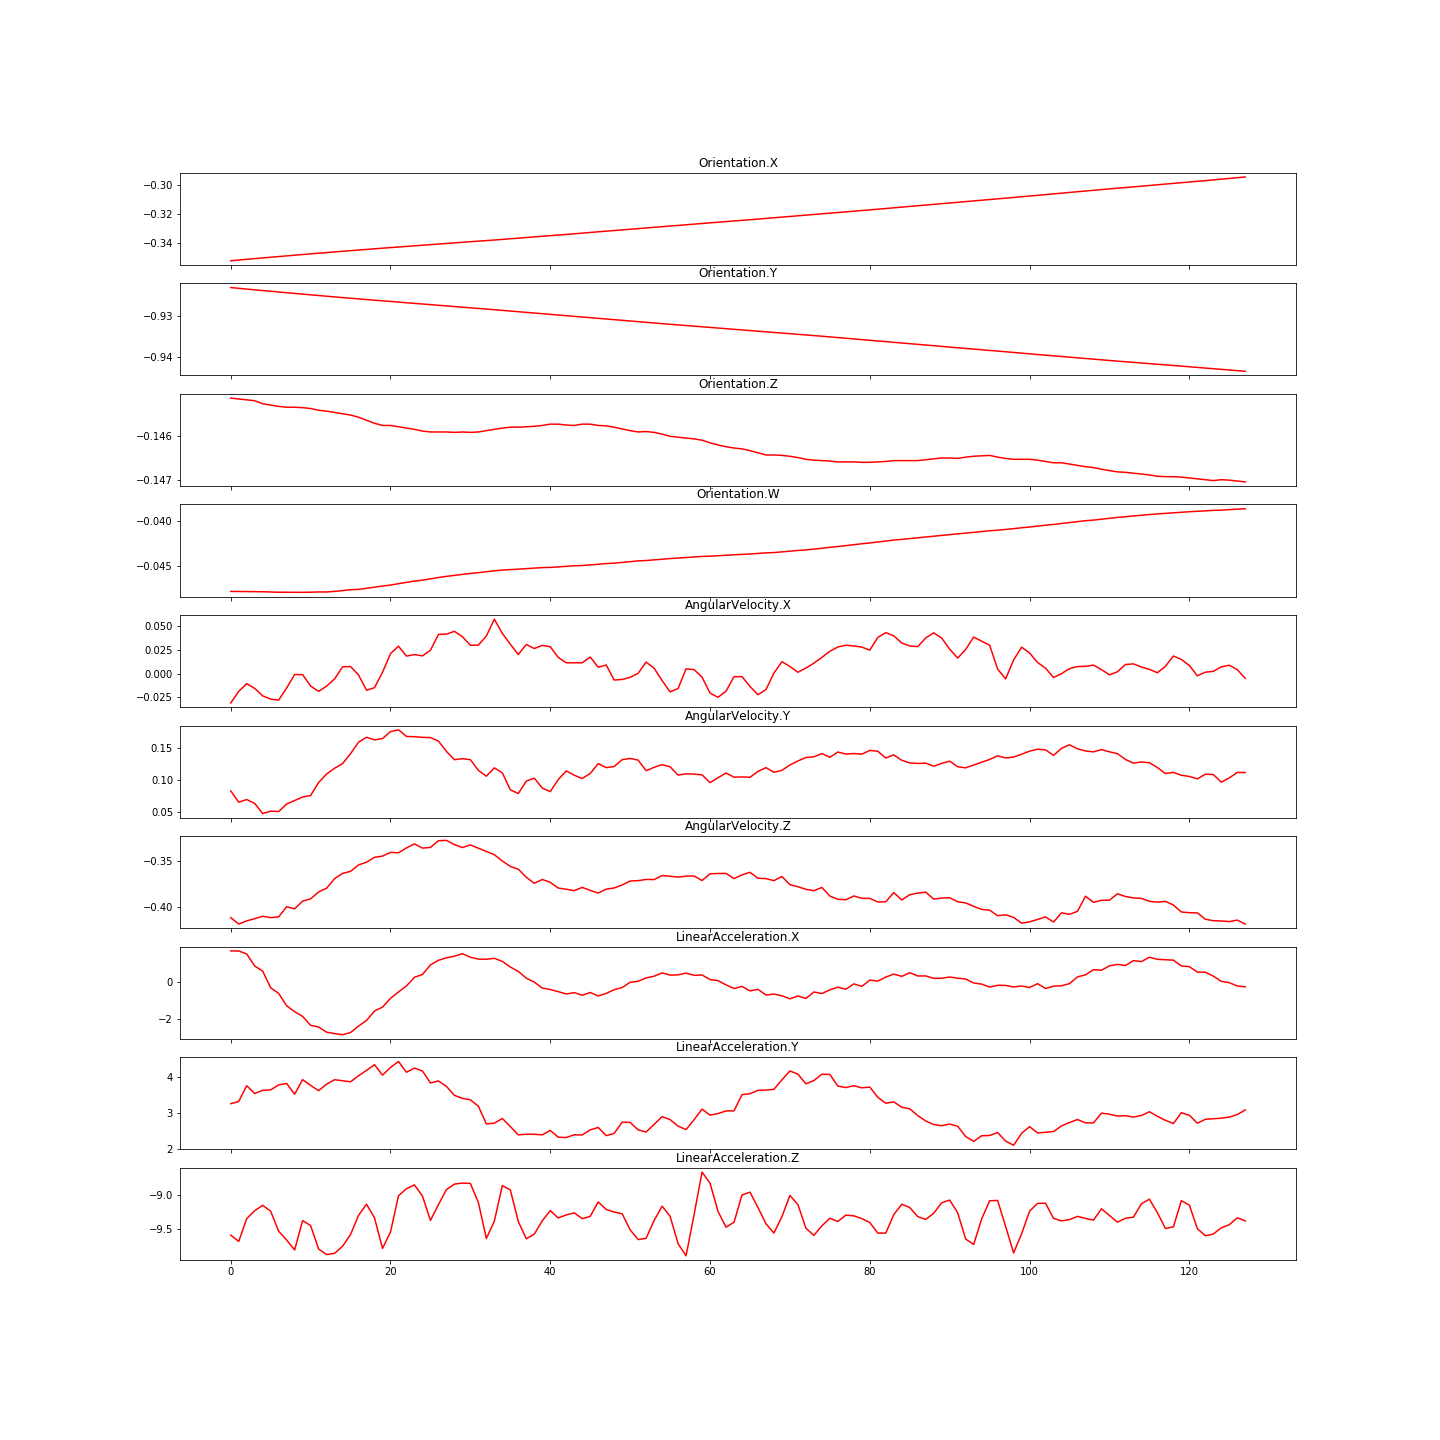 Orientation.X
−0.30
−0.32
−0.34
Orientation.Y
−0.93
−0.94
Orientation.Z
−0.146
−0.147
Orientation.W
−0.040
−0.045
AngularVelocity.X
0.050
0.025
0.000
−0.025
AngularVelocity.Y
0.15
0.10
0.05
AngularVelocity.Z
−0.35
−0.40
LinearAcceleration.X
0
−2
LinearAcceleration.Y
4
3
2
LinearAcceleration.Z
−9.0
−9.5
0 20 40 60 80 100 120